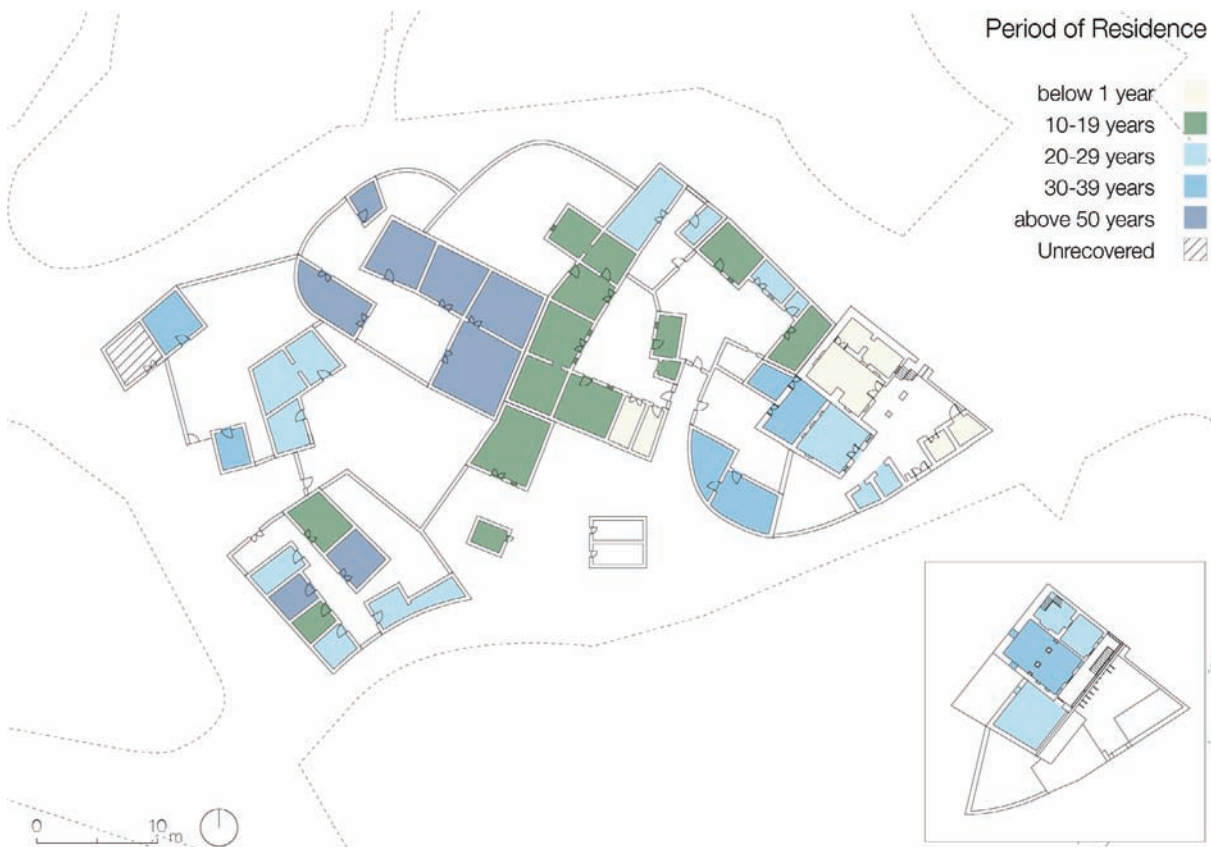 Period of Residence
below 1 year
10-19 years
20-29 years
30-39 years
above 50 years
Unrecovered
0 10 m